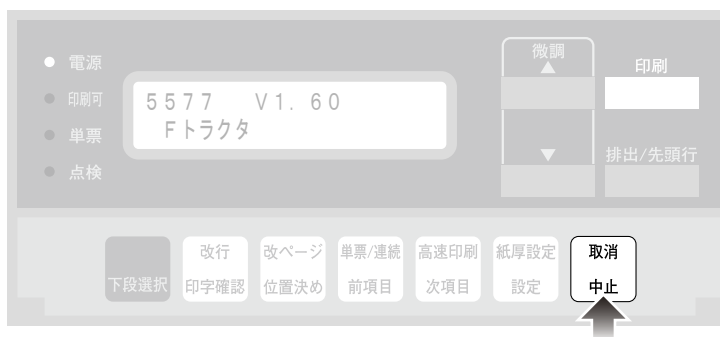 微調
電源
印刷
印刷可
5577 V1.60
単票
Fトラクタ
排出/先頭行
点検
改行
改ページ
単票/連続
高速印刷
紙厚設定
取消
下段選択
印字確認
位置決め
前項目
次項目
設定
中止